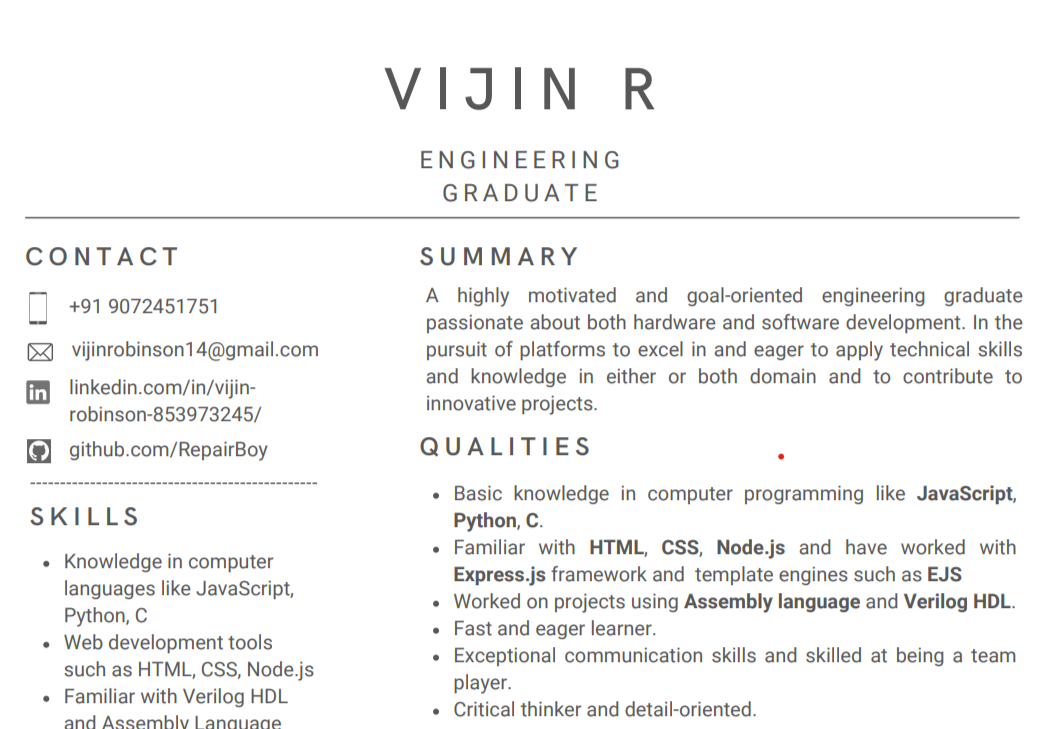 VIJIN R
ENGINEERING
GRADUATE
CONTACT
+91 9072451751
vijinrobinson14@gmail.com
linkedin.com/in/vijin-
robinson-853973245/
github.com/RepairBoy
SKILLS
• Knowledge in computer
languages like JavaScript,
Python, C
• Web development tools
such as HTML, CSS, Node.js
• Familiar with Verilog HDL
and Assembly Language
SUMMARY
A highly motivated and goal-oriented engineering graduate
passionate about both hardware and software development. In the
pursuit of platforms to excel in and eager to apply technical skills
and knowledge in either or both domain and to contribute to
innovative projects.
QUALITIES
• Basic knowledge in computer programming like JavaScript,
Python, C.
• Familiar with HTML, CSS, Node.js and have worked with
Express.js framework and template engines such as EJS
• Worked on projects using Assembly language and Verilog HDL.
• Fast and eager learner.
• Exceptional communication skills and skilled at being a team
player.
• Critical thinker and detail-oriented.